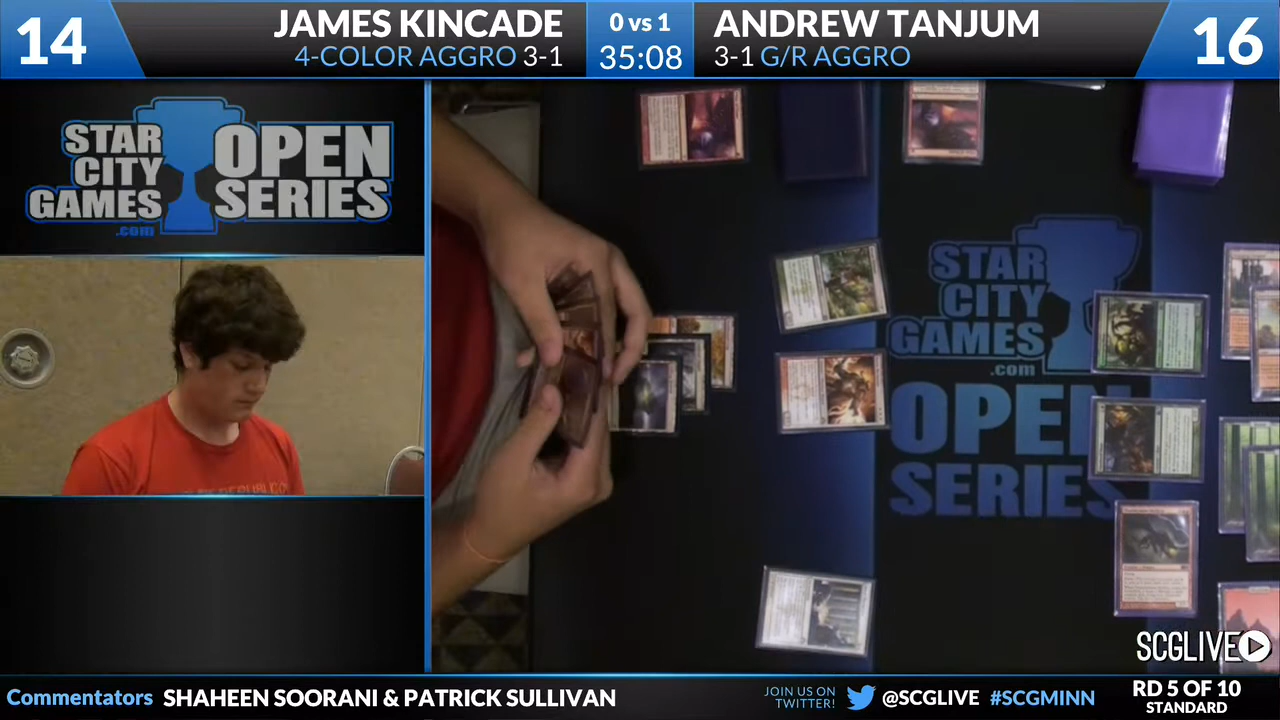 14
JAMES KINCADE
4-COLOR AGGRO 3-1
0 vs 1
35:08
ANDREW TANJUM
3-1 G/R AGGRO
16
STAR
CITY
GAMES
.com
OPEN
SERIES
STAR
CITY
GAMES
.com
OPEN
SERIES
SCGLIVE
Commentators SHAHEEN SOORANI & PATRICK SULLIVAN
JOIN US ON
TWITTER!
@SCGLIVE #SCGMINN
RD 5 OF 10
STANDARD